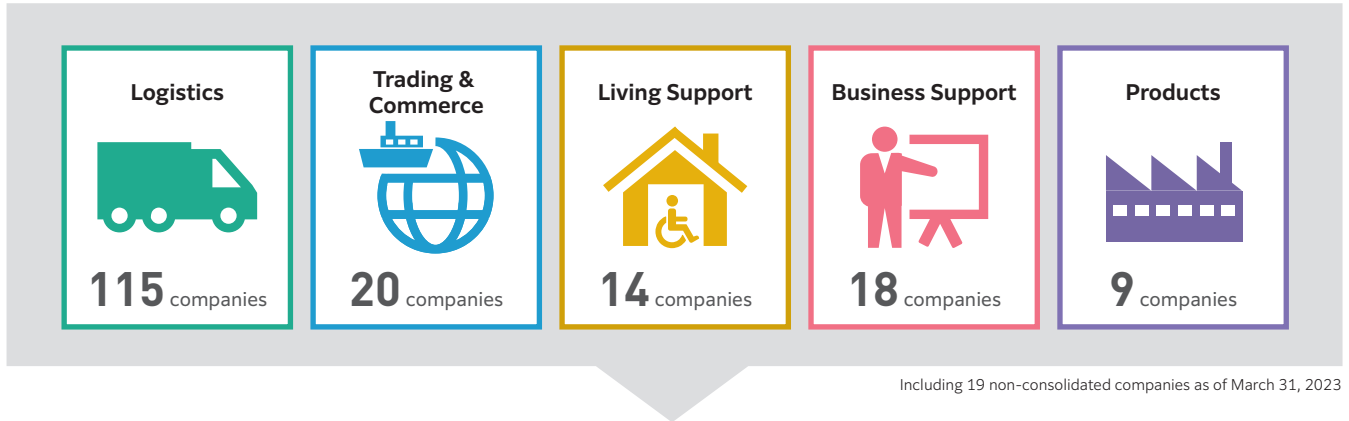 Logistics
115 companies
Trading &
Commerce
20 companies
Living Support
14 companies
Business Support
18 companies
Products
9 companies
Including 19 non-consolidated companies as of March 31, 2023